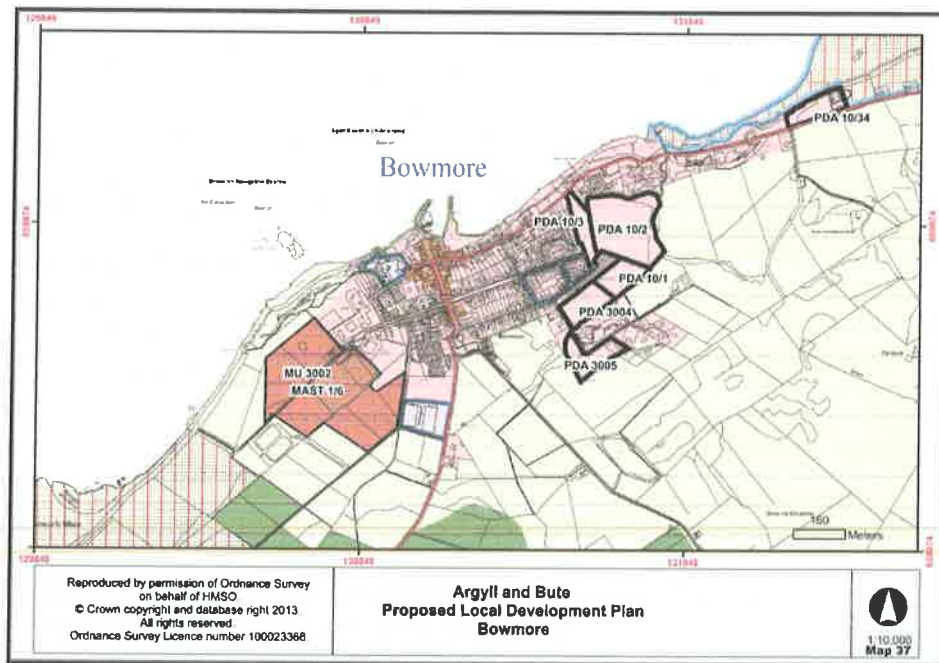 129849
130849
131849
Bowmore
PDA 10/34
PDA 10/3
PDA 10/2
PDA 10/1
PDA 3004
PDA 3005
MU 3002
MAST 1/6
150
Meters
129849
130849
131849
Reproduced by permission of Ordnance Survey
on behalf of HMSO
© Crown copyright and database right 2013
All rights reserved
Ordnance Survey Licence number 100023368
Argyll and Bute
Proposed Local Development Plan
Bowmore
1:10,000
Map 37